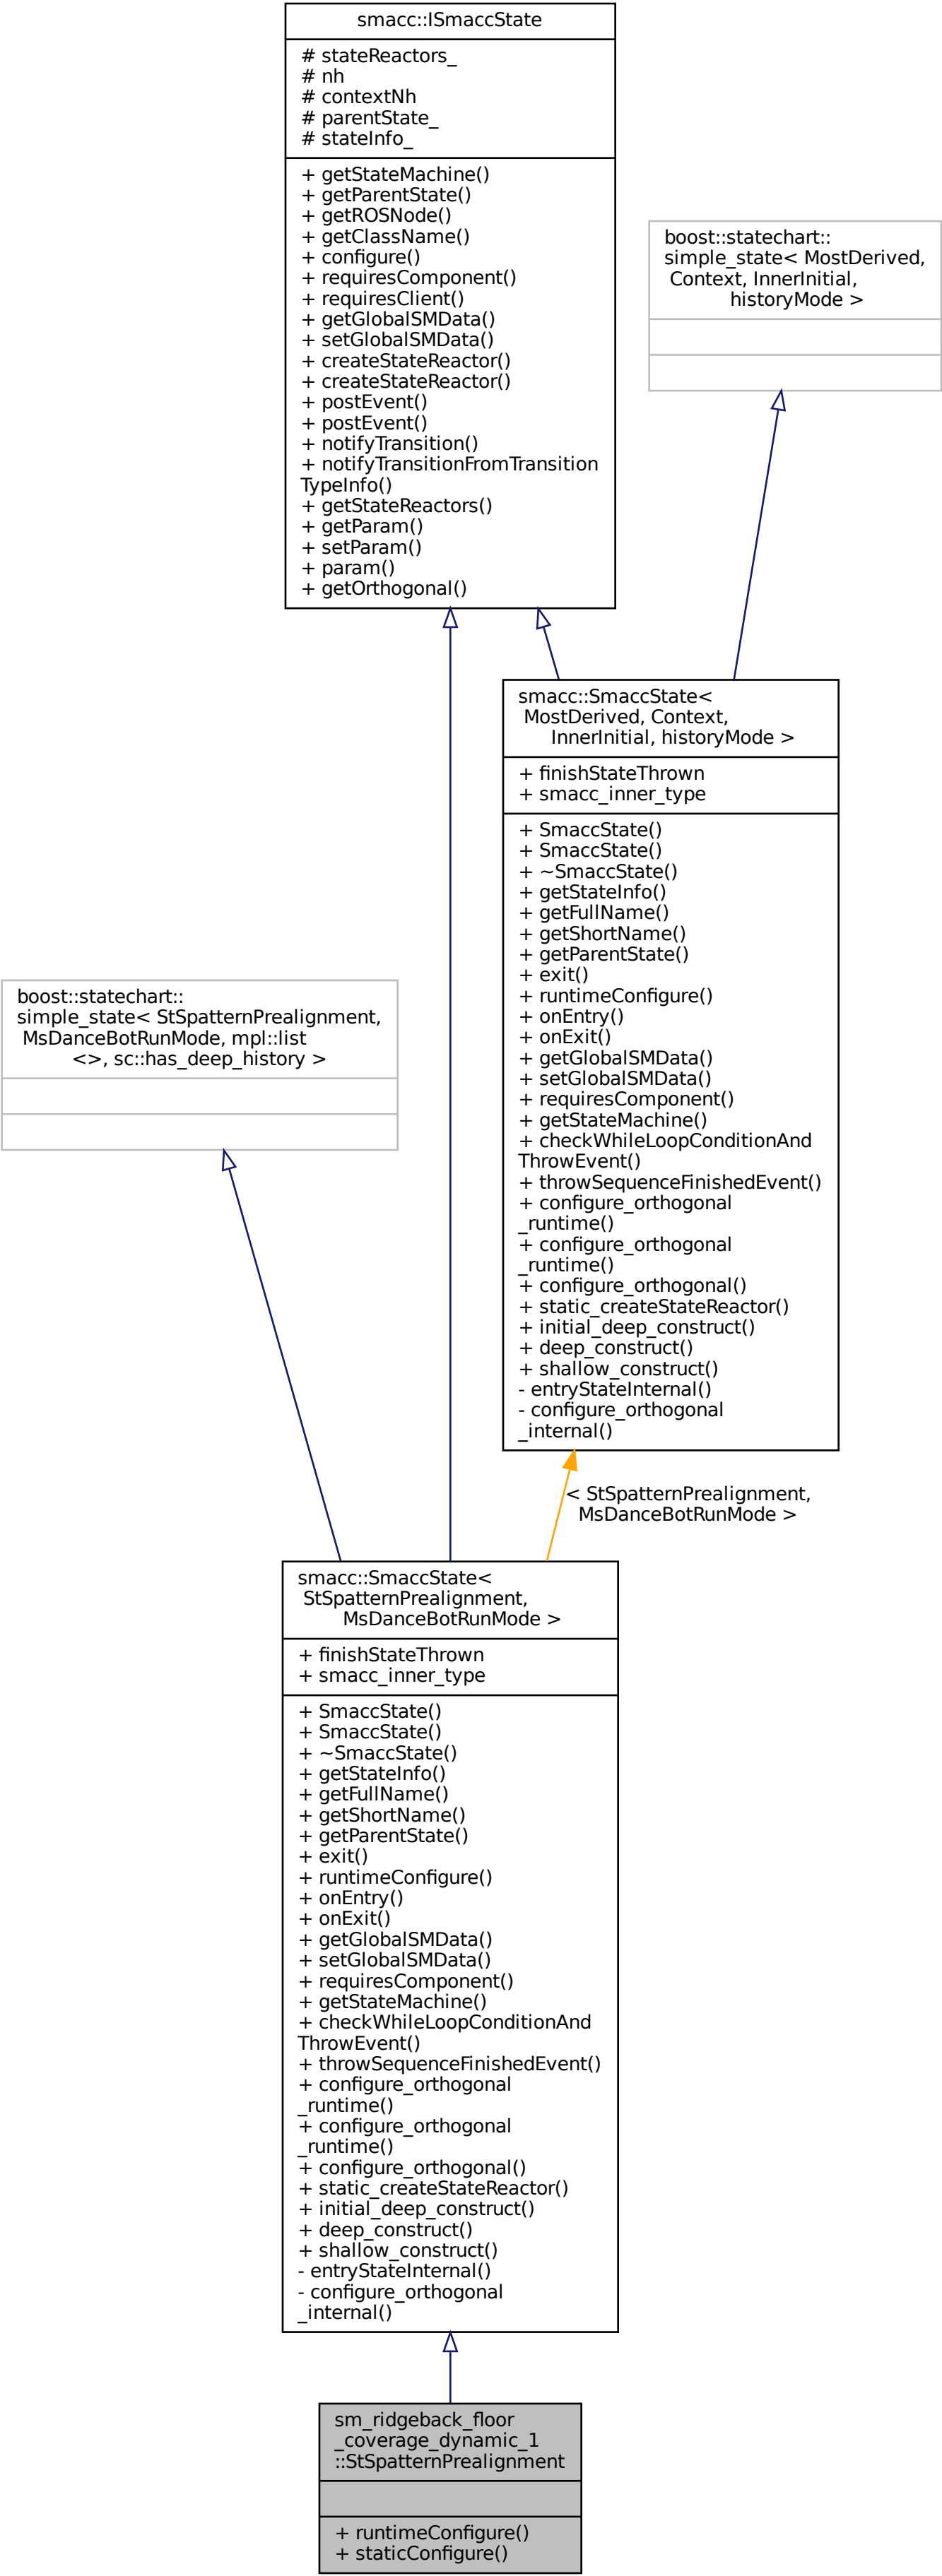 smacc::ISmaccState
# stateReactors_
# nh
# contextNh
# parentState_
# stateInfo_
+ getStateMachine()
+ getParentState()
+ getROSNode()
+ getClassName()
+ configure()
+ requiresComponent()
+ requiresClient()
+ getGlobalSMData()
+ setGlobalSMData()
+ createStateReactor()
+ createStateReactor()
+ postEvent()
+ postEvent()
+ notifyTransition()
+ notifyTransitionFromTransition
TypeInfo()
+ getStateReactors()
+ getParam()
+ setParam()
+ param()
+ getOrthogonal()
boost::statechart::
simple_state< MostDerived,
Context, InnerInitial,
historyMode >
smacc::SmaccState<
MostDerived, Context,
InnerInitial, historyMode >
+ finishStateThrown
+ smacc_inner_type
+ SmaccState()
+ SmaccState()
+ ~SmaccState()
+ getStateInfo()
+ getFullName()
+ getShortName()
+ getParentState()
+ exit()
+ runtimeConfigure()
+ onEntry()
+ onExit()
+ getGlobalSMData()
+ setGlobalSMData()
+ requiresComponent()
+ getStateMachine()
+ checkWhileLoopConditionAnd
ThrowEvent()
+ throwSequenceFinishedEvent()
+ configure_orthogonal
_runtime()
+ configure_orthogonal
_runtime()
+ configure_orthogonal()
+ static_createStateReactor()
+ initial_deep_construct()
+ deep_construct()
+ shallow_construct()
- entryStateInternal()
- configure_orthogonal
_internal()
boost::statechart::
simple_state< StSpatternPrealignment,
MsDanceBotRunMode, mpl::list
<>, sc::has_deep_history >
< StSpatternPrealignment,
MsDanceBotRunMode >
smacc::SmaccState<
StSpatternPrealignment,
MsDanceBotRunMode >
+ finishStateThrown
+ smacc_inner_type
+ SmaccState()
+ SmaccState()
+ ~SmaccState()
+ getStateInfo()
+ getFullName()
+ getShortName()
+ getParentState()
+ exit()
+ runtimeConfigure()
+ onEntry()
+ onExit()
+ getGlobalSMData()
+ setGlobalSMData()
+ requiresComponent()
+ getStateMachine()
+ checkWhileLoopConditionAnd
ThrowEvent()
+ throwSequenceFinishedEvent()
+ configure_orthogonal
_runtime()
+ configure_orthogonal
_runtime()
+ configure_orthogonal()
+ static_createStateReactor()
+ initial_deep_construct()
+ deep_construct()
+ shallow_construct()
- entryStateInternal()
- configure_orthogonal
_internal()
sm_ridgeback_floor
_coverage_dynamic_1
::StSpatternPrealignment
+ runtimeConfigure()
+ staticConfigure()